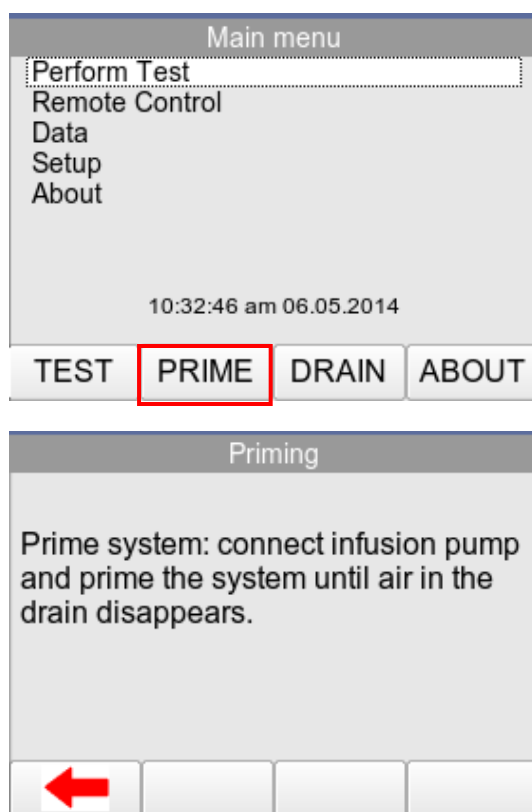 Main menu
Perform Test
Remote Control
Data
Setup
About
10:32:46 am 06.05.2014
TEST PRIME DRAIN ABOUT
Priming
Prime system: connect infusion pump
and prime the system until air in the
drain disappears.